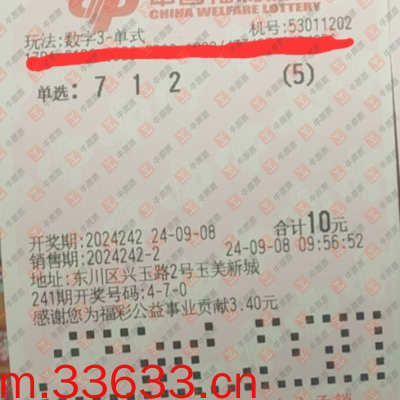 CHINA WELFARE LOTTERY
玩法:数字3-单式 机号:53011202
单选: 7 1 2 (5)
合计10元
开奖期:2024242 24-09-08
销售期:2024242-2 24-09-08 09:56:52
地址:东川区兴玉路2号玉美新城
241期开奖号码:4-7-0
感谢您为福彩公益事业贡献3.40元
m.33633.cn